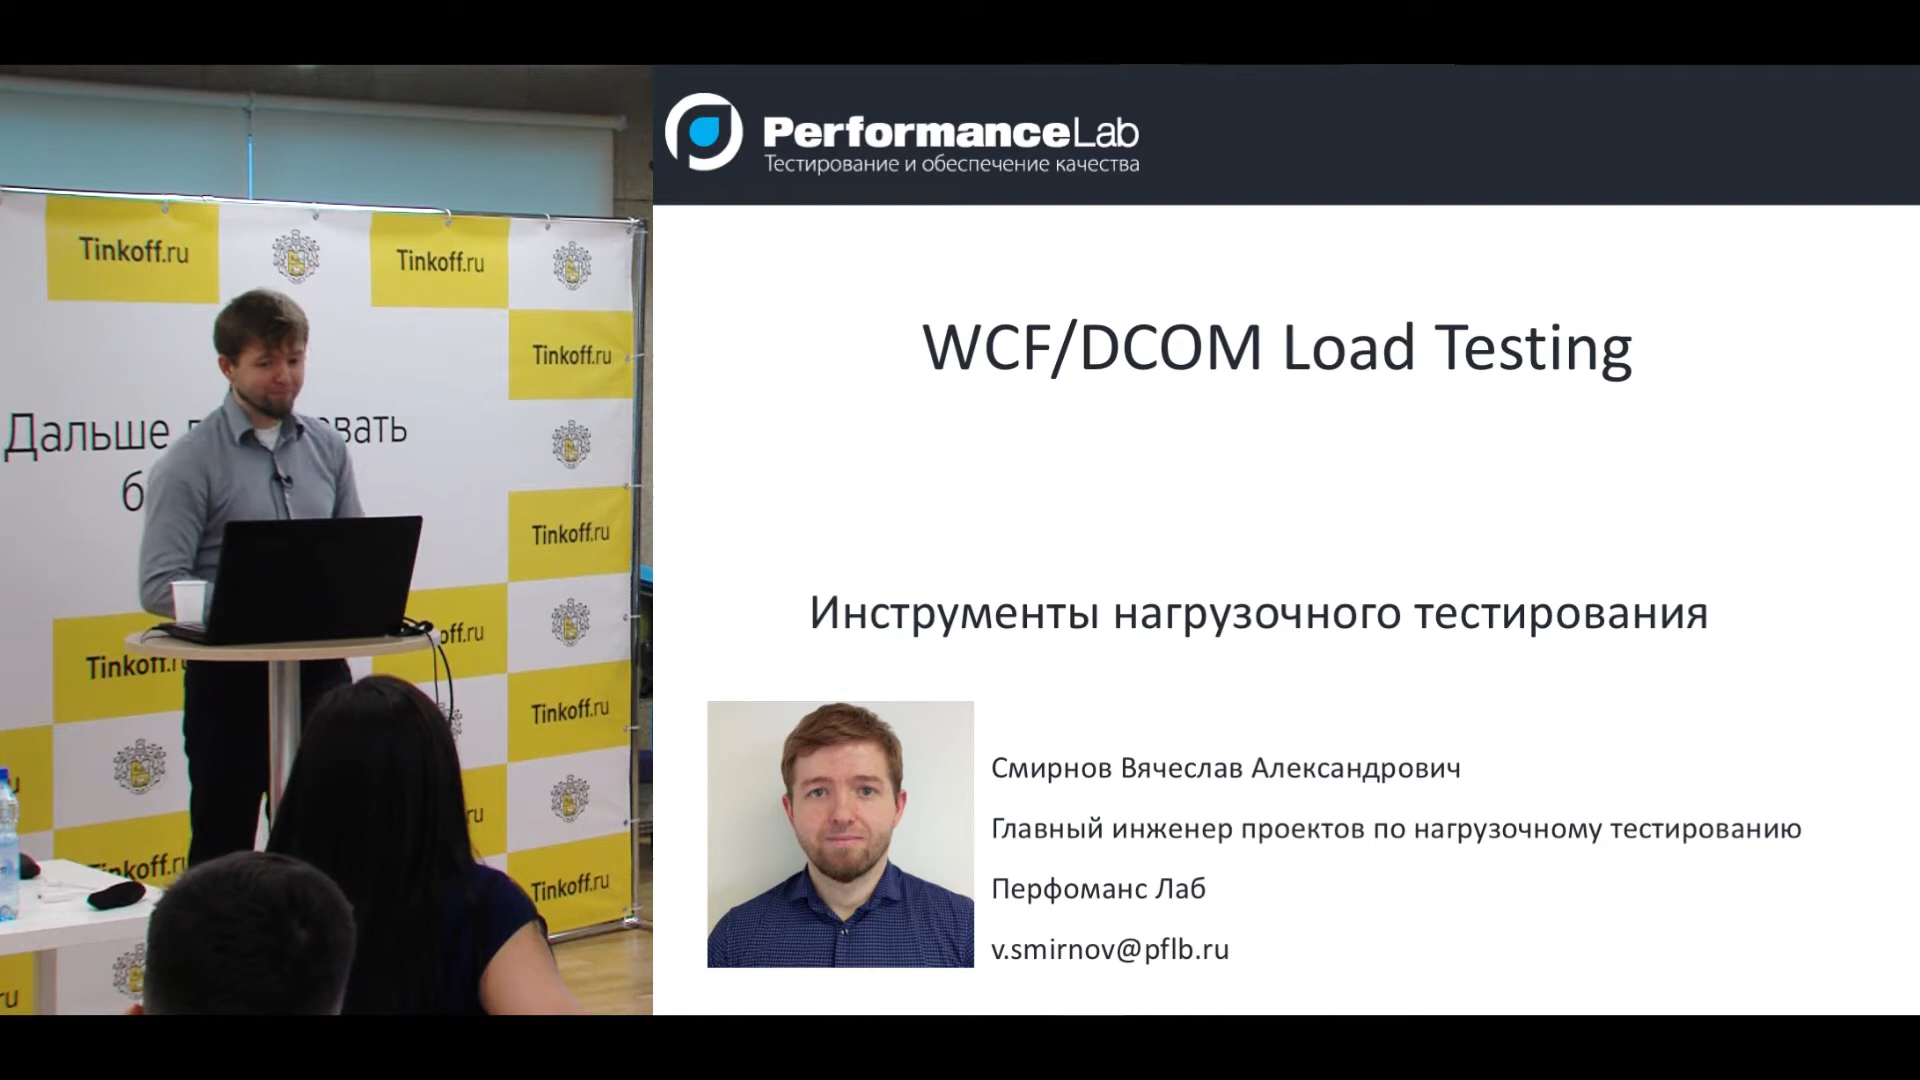 Tinkoff.ru
Tinkoff.ru
Tinkoff.ru
Дальше
Tinkoff.ru
Tinkoff.ru
Tinkoff.ru
PerformanceLab
Тестирование и обеспечение качества
WCF/DCOM Load Testing
Инструменты нагрузочного тестирования
Смирнов Вячеслав Александрович
Главный инженер проектов по нагрузочному тестированию
Перфоманс Лаб
v.smirnov@pflb.ru